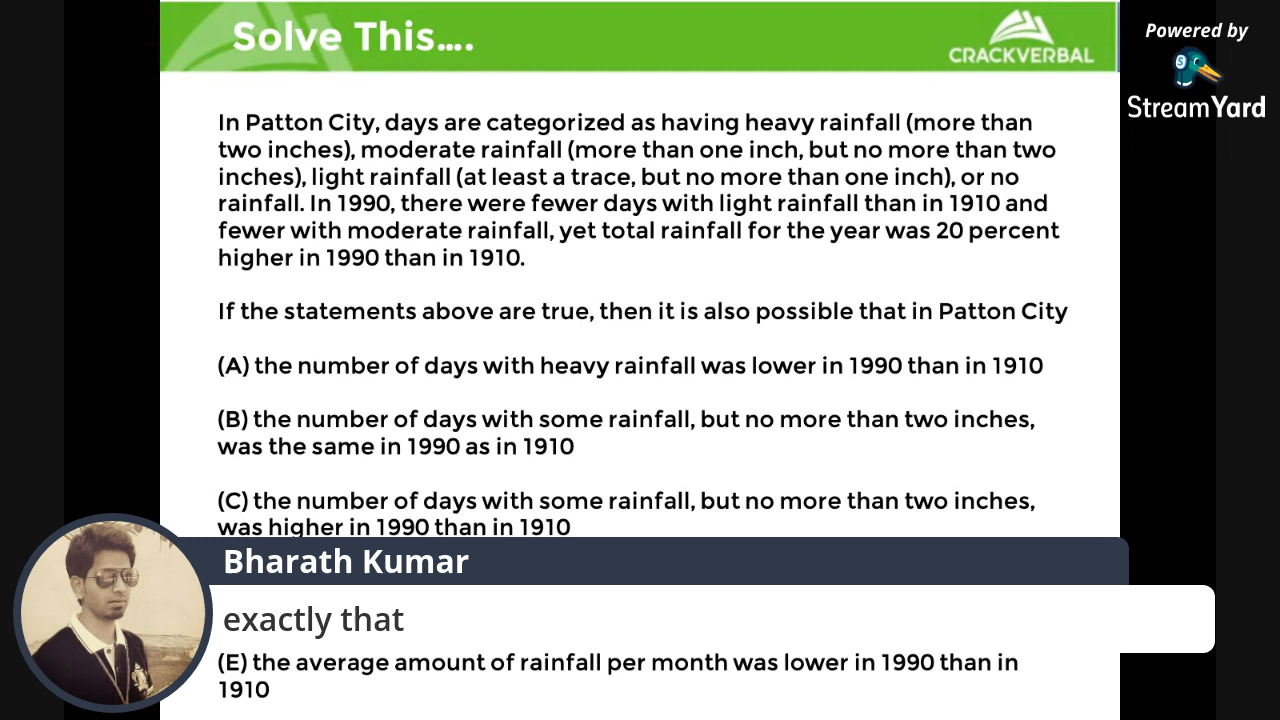 Solve This....
CRACKVERBAL
Powered by
StreamYard
In Patton City, days are categorized as having heavy rainfall (more than
two inches), moderate rainfall (more than one inch, but no more than two
inches), light rainfall (at least a trace, but no more than one inch), or no
rainfall. In 1990, there were fewer days with light rainfall than in 1910 and
fewer with moderate rainfall, yet total rainfall for the year was 20 percent
higher in 1990 than in 1910.
If the statements above are true, then it is also possible that in Patton City
(A) the number of days with heavy rainfall was lower in 1990 than in 1910
(B) the number of days with some rainfall, but no more than two inches,
was the same in 1990 as in 1910
(C) the number of days with some rainfall, but no more than two inches,
was higher in 1990 than in 1910
Bharath Kumar
exactly that
(E) the average amount of rainfall per month was lower in 1990 than in
1910